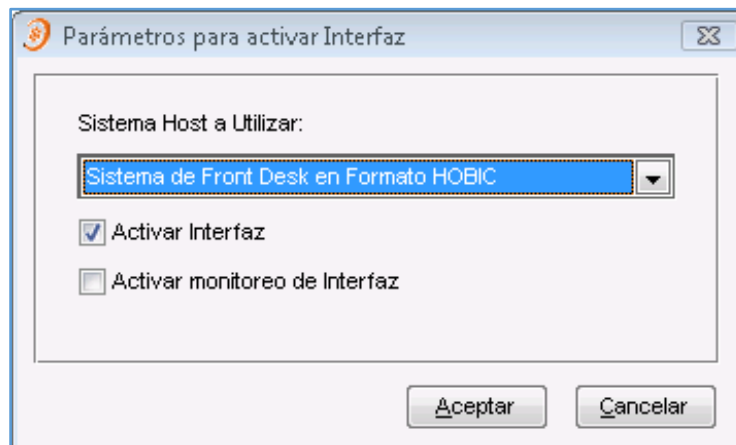 Parámetros para activar Interfaz
Sistema Host a Utilizar:
Sistema de Front Desk en Formato HOBIC
Activar Interfaz
Activar monitoreo de Interfaz
Aceptar Cancelar